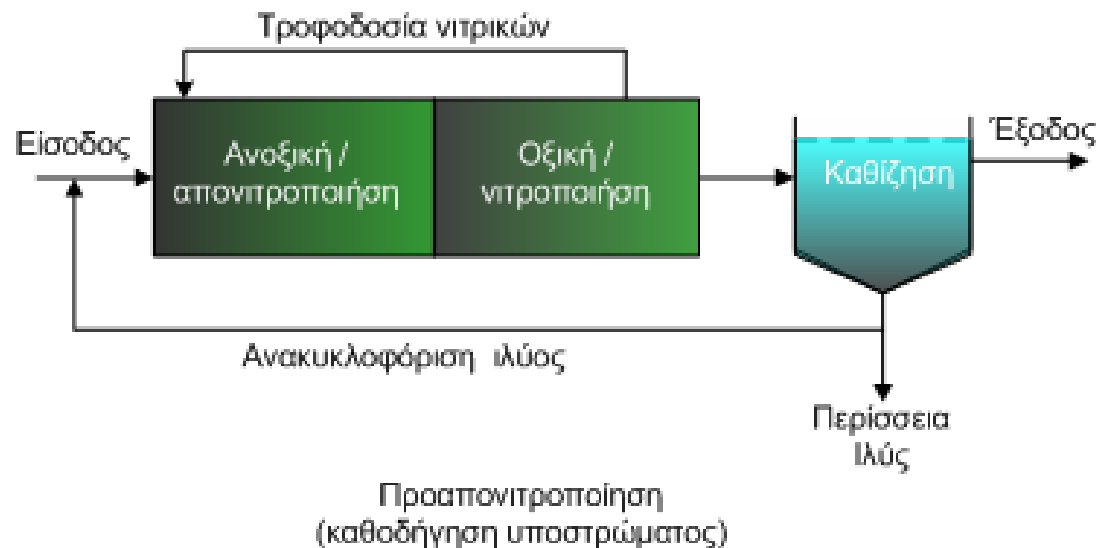 Τροφοδοσία νιτρικών
Είσοδος
Ανοξική /
απονιτροποιήση
Οξική /
νιτροποιήση
Καθίζηση
Έξοδος
Ανακυκλοφόριση ιλύος
Περίσσεια
Ιλύς
Προαπονιτροποίηση
(καθοδήγηση υποστρώματος)